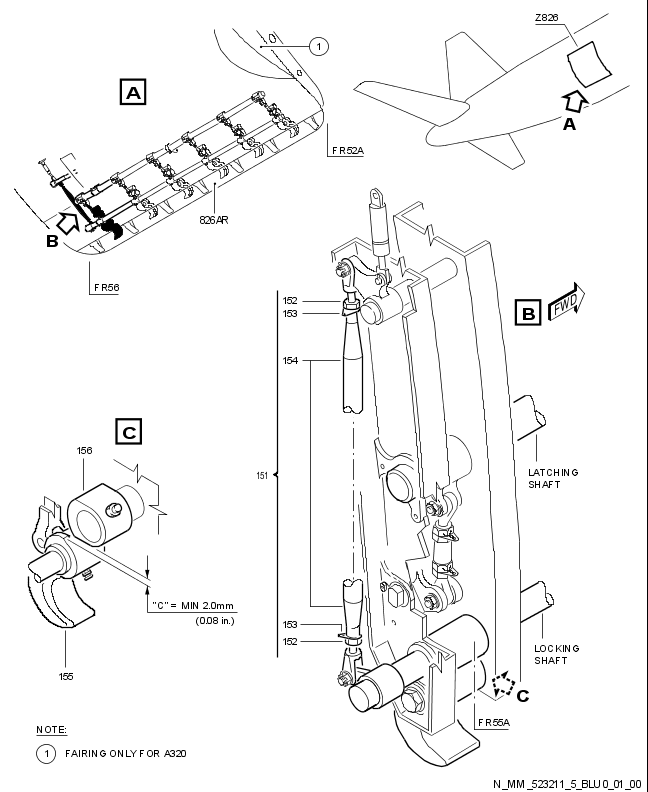 Z826
1
A
A
FR52A
826AR
B
FR56
152
153
B
FWD
154
C
156
151
LATCHING
SHAFT
"C" = MIN 2.0mm
(0.08 in.)
153
152
LOCKING
SHAFT
155
C
FR55A
NOTE:
1 FAIRING ONLY FOR A320
N_MM_523211_5_BLU0_01_00